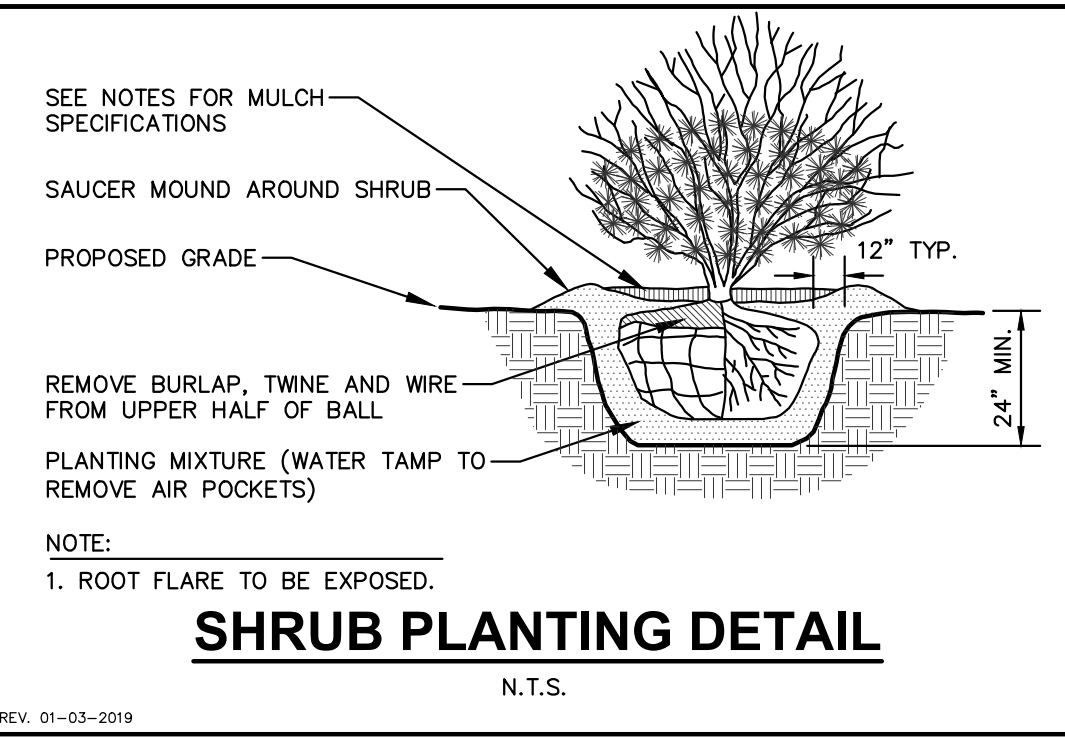 SEE NOTES FOR MULCH
SPECIFICATIONS
SAUCER MOUND AROUND SHRUB
PROPOSED GRADE
12" TYP.
24" MIN.
REMOVE BURLAP, TWINE AND WIRE
FROM UPPER HALF OF BALL
PLANTING MIXTURE (WATER TAMP TO
REMOVE AIR POCKETS)
NOTE:
1. ROOT FLARE TO BE EXPOSED.
SHRUB PLANTING DETAIL
N.T.S.
REV. 01-03-2019